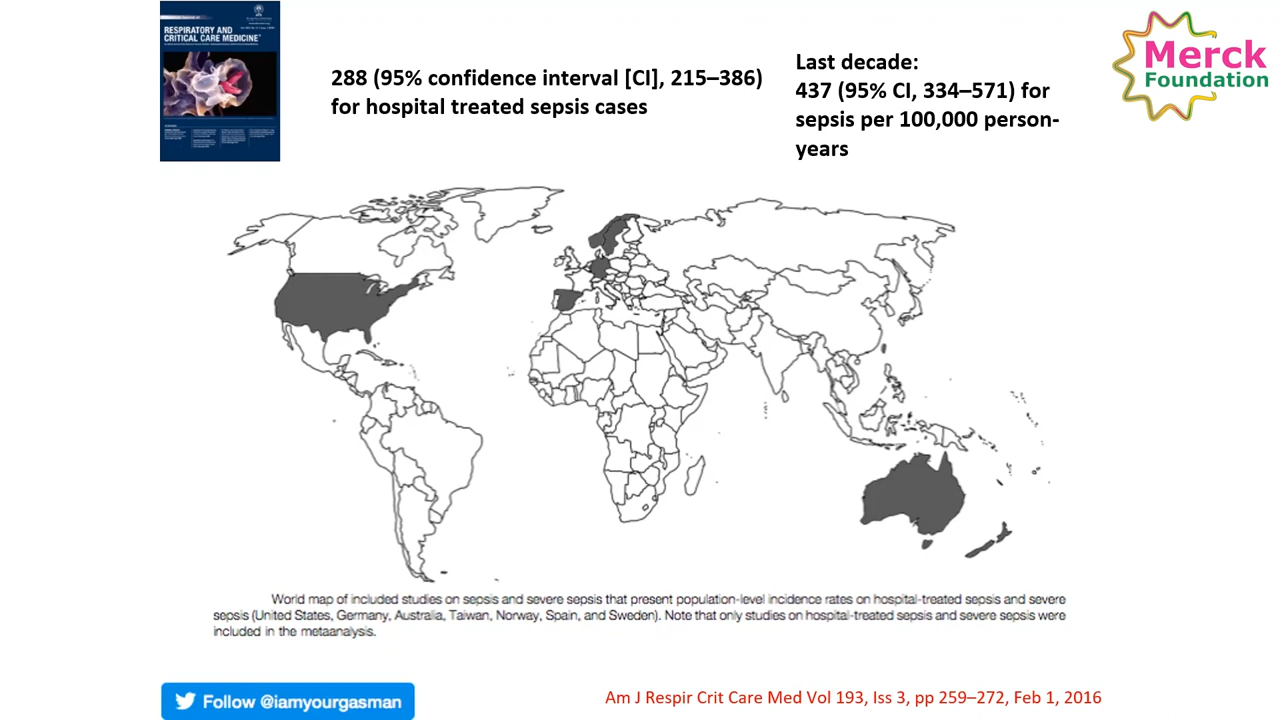 RESPIRATORY AND
CRITICAL CARE MEDICINE
288 (95% confidence interval [CI], 215–386)
for hospital treated sepsis cases
Last decade:
437 (95% CI, 334–571) for
sepsis per 100,000 person-
years
Merck
Foundation
World map of included studies on sepsis and severe sepsis that present population-level incidence rates on hospital-treated sepsis and severe
sepsis (United States, Germany, Australia, Taiwan, Norway, Spain, and Sweden). Note that only studies on hospital-treated sepsis and severe sepsis were
included in the metaanalysis.
Follow @iamyourgasman
Am J Respir Crit Care Med Vol 193, Iss 3, pp 259–272, Feb 1, 2016